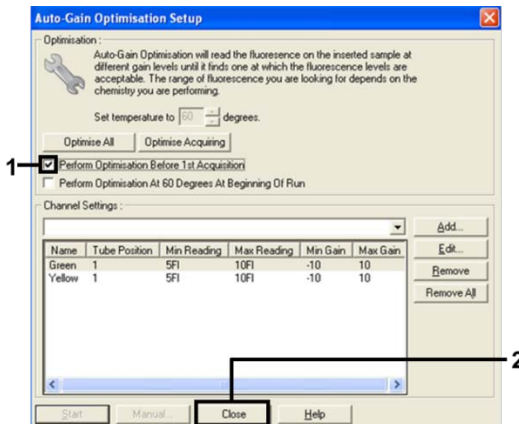 Auto-Gain Optimisation Setup
Optimisation :
Auto-Gain Optimisation will read the fluoresence on the inserted sample at
different gain levels until it finds one at which the fluorescence levels are
acceptable. The range of fluorescence you are looking for depends on the
chemistry you are performing.
Set temperature to 60 degrees.
Optimise All Optimise Acquiring
1
Perform Optimisation Before 1st Acquisition
Perform Optimisation At 60 Degrees At Beginning Of Run
Channel Settings :
Add...
Name Tube Position Min Reading Max Reading Min Gain Max Gain
Edit...
Green 1 5Fl 10Fl -10 10
Yellow 1 5Fl 10Fl -10 10
Remove
Remove All
2
Start Manual... Close Help